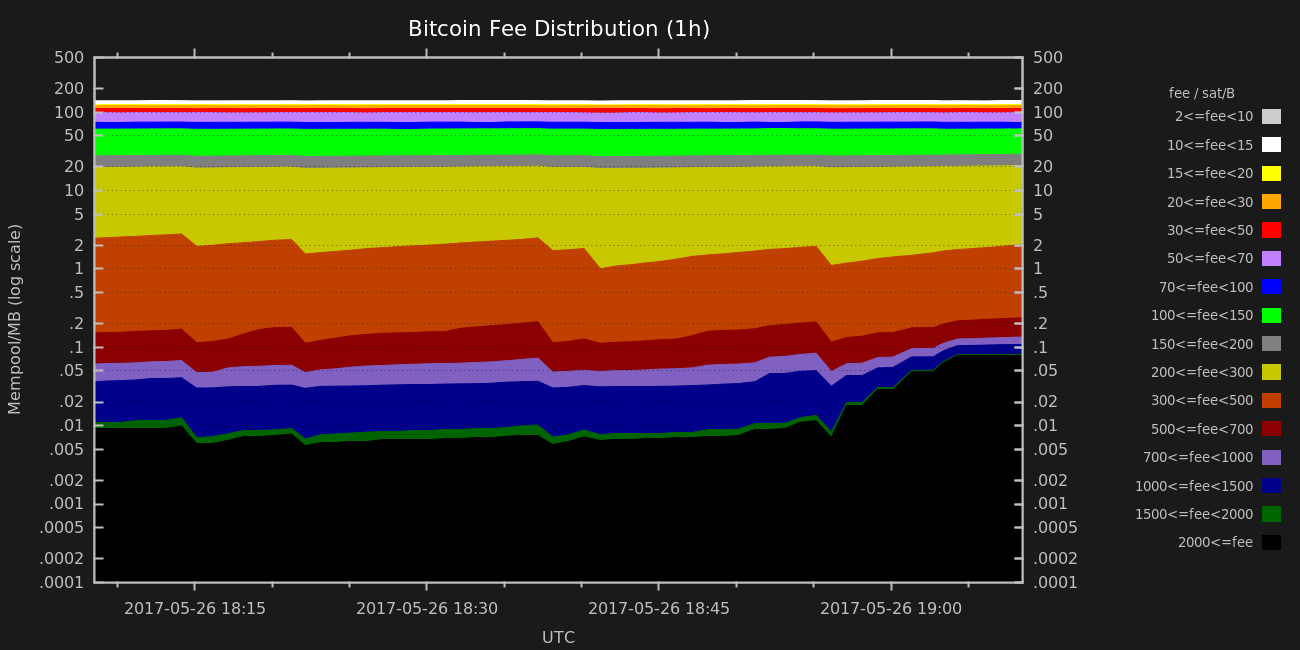 Bitcoin Fee Distribution (1h)
500
200
100
50
20
10
5
2
1
.5
.2
.1
.05
.02
.01
.005
.002
.001
.0005
.0002
.0001
Mempool/MB (log scale)
500
200
100
50
20
10
5
2
1
.5
.2
.1
.05
.02
.01
.005
.002
.001
.0005
.0002
.0001
2017-05-26 18:15 2017-05-26 18:30 2017-05-26 18:45 2017-05-26 19:00
UTC
fee / sat/B
2<=fee<10
10<=fee<15
15<=fee<20
20<=fee<30
30<=fee<50
50<=fee<70
70<=fee<100
100<=fee<150
150<=fee<200
200<=fee<300
300<=fee<500
500<=fee<700
700<=fee<1000
1000<=fee<1500
1500<=fee<2000
2000<=fee